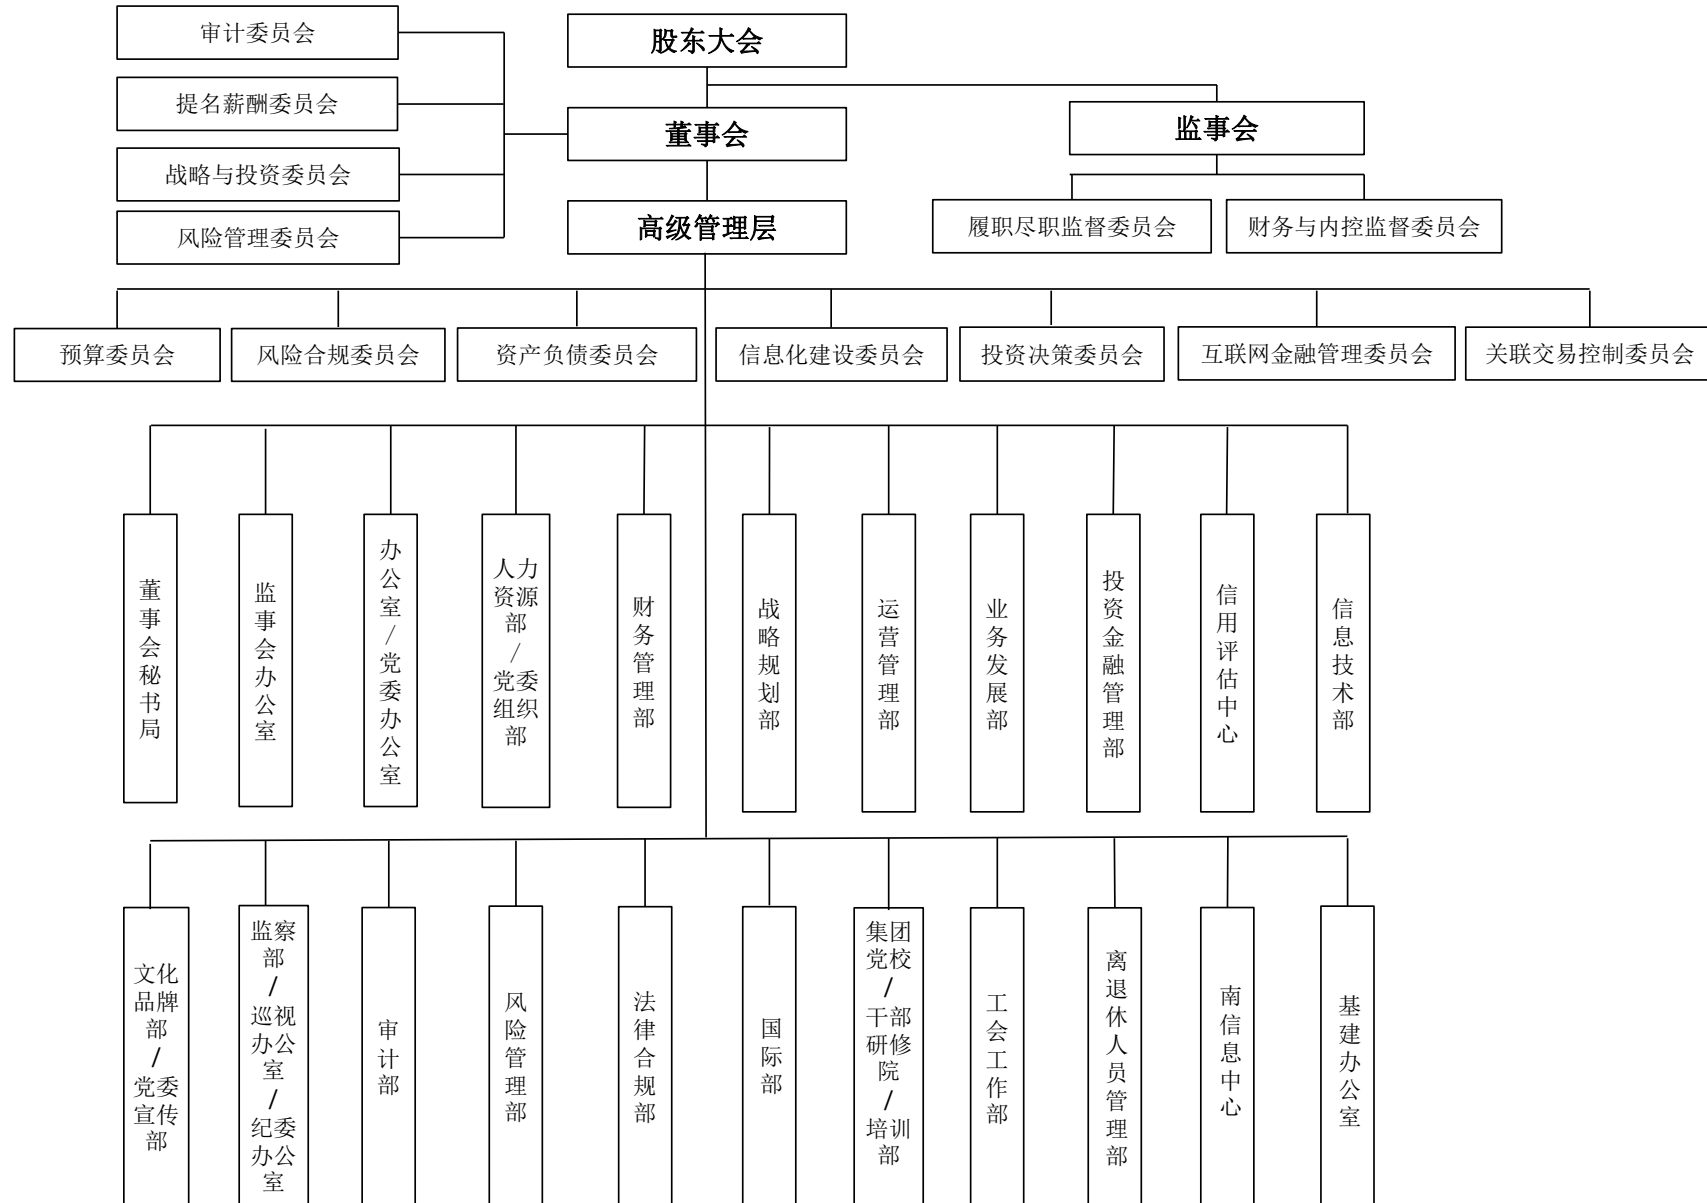 审计委员会
股东大会
提名薪酬委员会
董事会
监事会
战略与投资委员会
风险管理委员会
高级管理层
履职尽职监督委员会
财务与内控监督委员会
预算委员会
风险合规委员会
资产负债委员会
信息化建设委员会
投资决策委员会
互联网金融管理委员会
关联交易控制委员会
董事会秘书局
监事会办公室
办公室/党委办公室
人力
资源
部
/
党委
组织
部
财务管理部
战略规划部
运营管理部
业务发展部
投资金融管理部
信用评估中心
信息技术部
文化
品牌
部
/
党委
宣传
部
监察
部
/
巡视
办公
室
/
纪委
办公
室
审计部
风险管理部
法律合规部
国际部
集团
党校
/
干部
研修
院
/
培训
部
工会工作部
离退休人员管理部
南信息中心
基建办公室